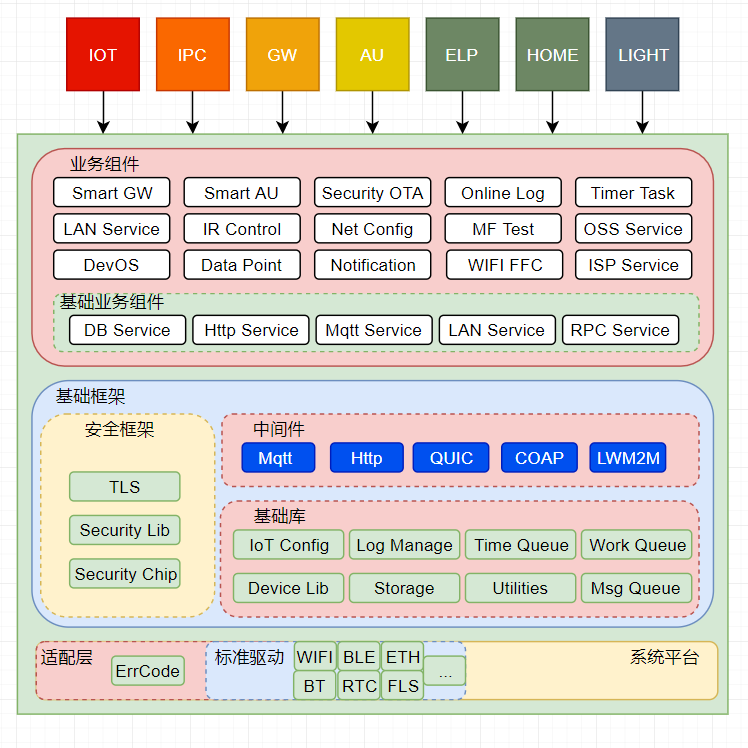 IOT IPC GW AU ELP HOME LIGHT
业务组件
Smart GW Smart AU Security OTA Online Log Timer Task
LAN Service IR Control Net Config MF Test OSS Service
DevOS Data Point Notification WIFI FFC ISP Service
基础业务组件
DB Service Http Service Mqtt Service LAN Service RPC Service
基础框架
安全框架
TLS
Security Lib
Security Chip
中间件
Mqtt Http QUIC COAP LWM2M
基础库
IoT Config Log Manage Time Queue Work Queue
Device Lib Storage Utilities Msg Queue
适配层
ErrCode
标准驱动
WIFI BLE ETH
BT RTC FLS
...
系统平台